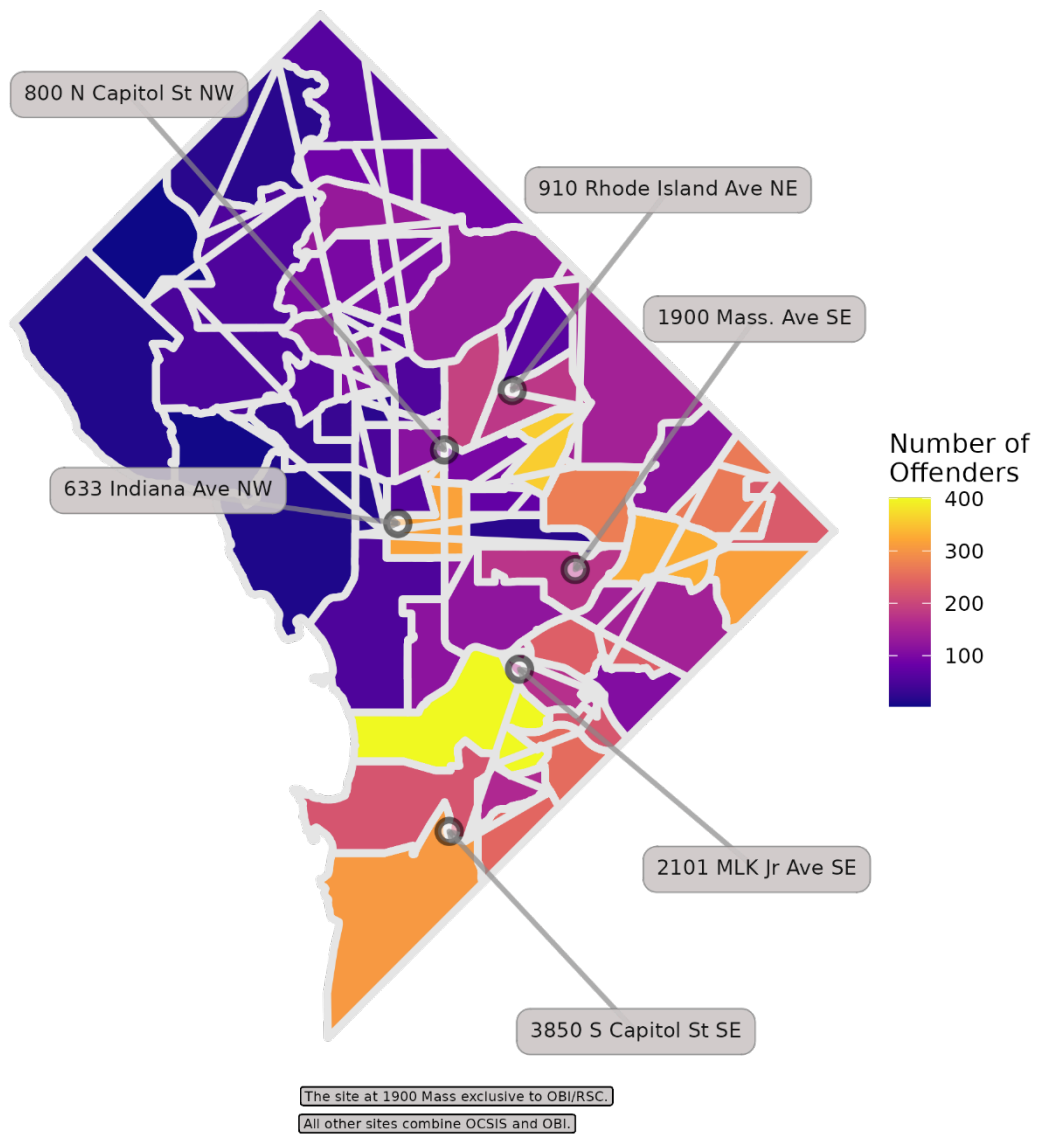 800 N Capitol St NW
910 Rhode Island Ave NE
1900 Mass. Ave SE
633 Indiana Ave NW
Number of
Offenders
400
300
200
100
2101 MLK Jr Ave SE
3850 S Capitol St SE
The site at 1900 Mass exclusive to OBI/RSC.
All other sites combine OCSIS and OBI.